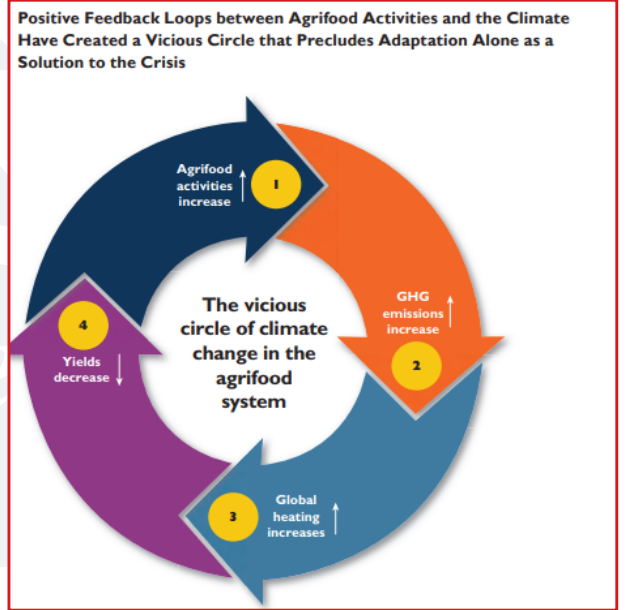 Positive Feedback Loops between Agrifood Activities and the Climate
Have Created a Vicious Circle that Precludes Adaptation Alone as a
Solution to the Crisis
Agrifood
activities
increase
1
GHG
emissions
increase
2
Global
heating
increases
3
4
Yields
decrease
The vicious
circle of climate
change in the
agrifood
system